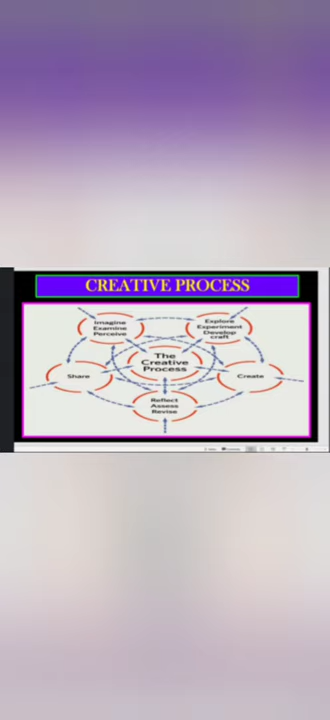 CREATIVE PROCESS
Imagine
Examine
Perceive
Explore
Experiment
Develop
craft
The
Creative
Process
Share
Create
Reflect
Assess
Revise